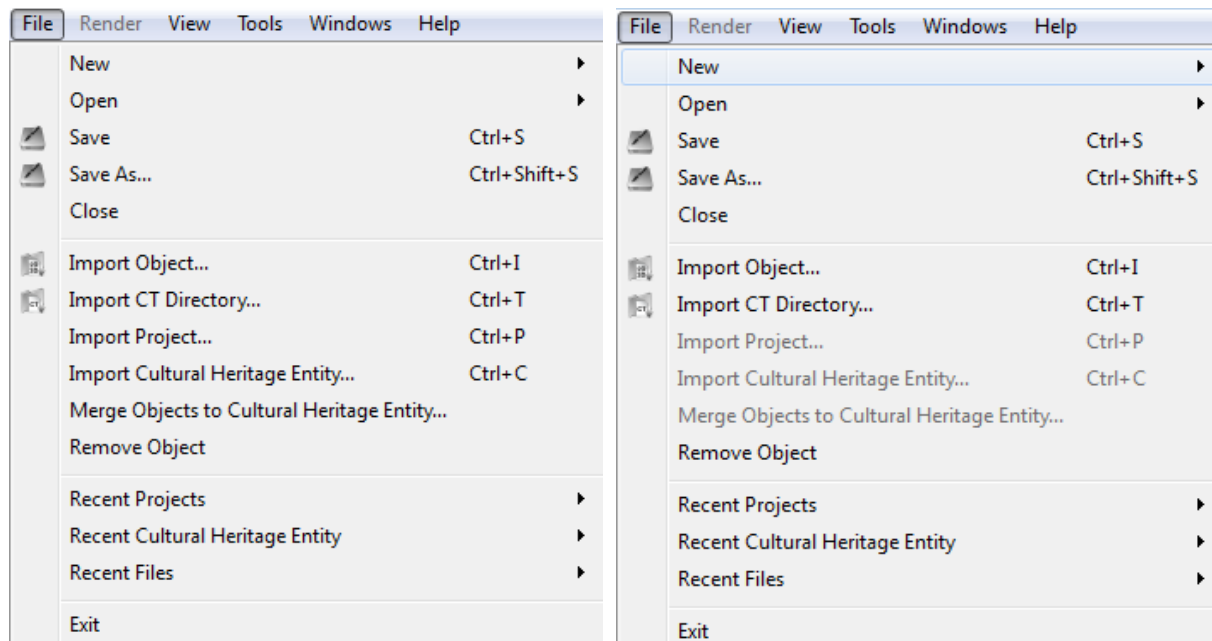 File Render View Tools Windows Help
New
Open
Save Ctrl+S
Save As... Ctrl+Shift+S
Close
Import Object... Ctrl+I
Import CT Directory... Ctrl+T
Import Project... Ctrl+P
Import Cultural Heritage Entity... Ctrl+C
Merge Objects to Cultural Heritage Entity...
Remove Object
Recent Projects
Recent Cultural Heritage Entity
Recent Files
Exit
File Render View Tools Windows Help
New
Open
Save Ctrl+S
Save As... Ctrl+Shift+S
Close
Import Object... Ctrl+I
Import CT Directory... Ctrl+T
Import Project... Ctrl+P
Import Cultural Heritage Entity... Ctrl+C
Merge Objects to Cultural Heritage Entity...
Remove Object
Recent Projects
Recent Cultural Heritage Entity
Recent Files
Exit